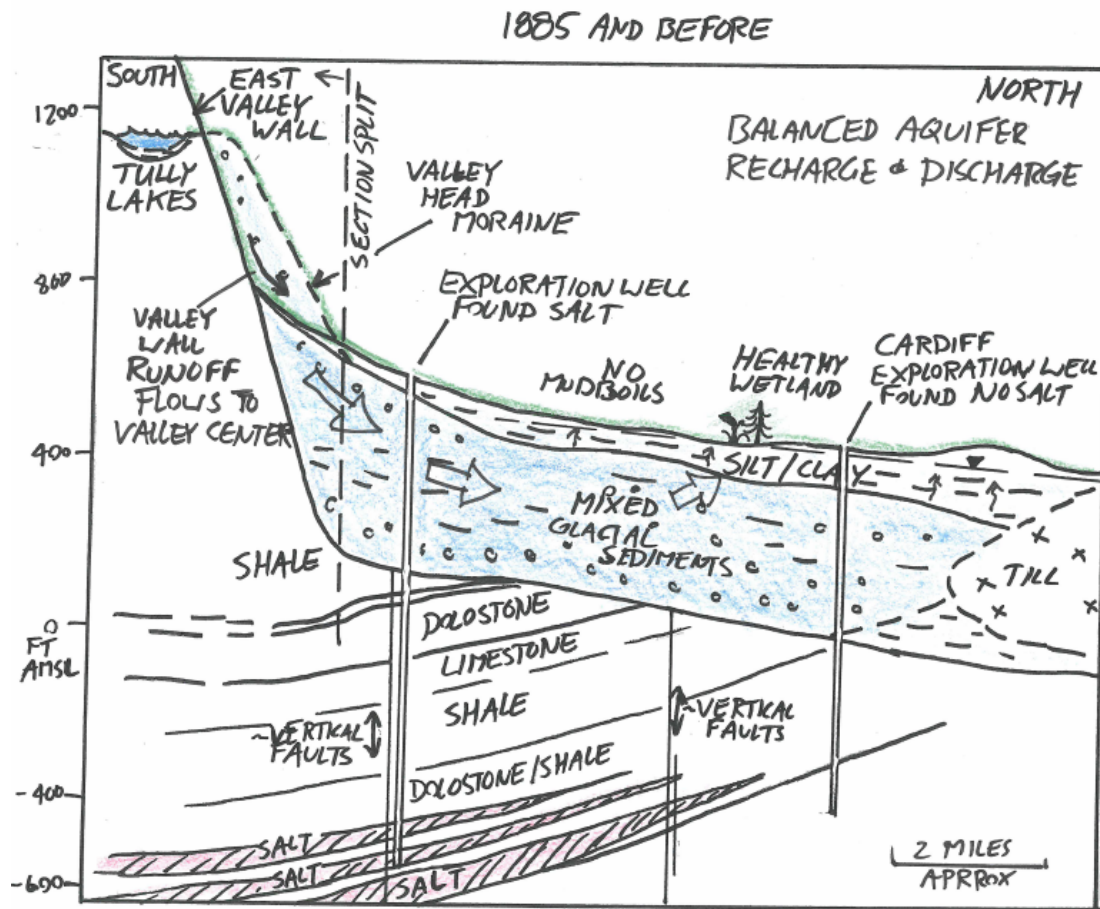 1885 AND BEFORE
SOUTH
EAST
VALLEY
WALL
SECTION SPLIT
NORTH
BALANCED AQUIFER
RECHARGE & DISCHARGE
1200
TULLY
LAKES
VALLEY
HEAD
MORAINE
800
EXPLORATION WELL
FOUND SALT
VALLEY
WALL
RUNOFF
FLOWS TO
VALLEY CENTER
NO
MUDBOILS
HEALTHY
WETLAND
CARDIFF
EXPLORATION WELL
FOUND NO SALT
400
SILT/CLAY
MIXED
GLACIAL
SEDIMENTS
SHALE
TILL
0
FT
AMSL
DOLOSTONE
LIMESTONE
SHALE
~VERTICAL
FAULTS
~VERTICAL
FAULTS
DOLOSTONE/SHALE
-400
SALT
SALT
SALT
-600
2 MILES
APRROX